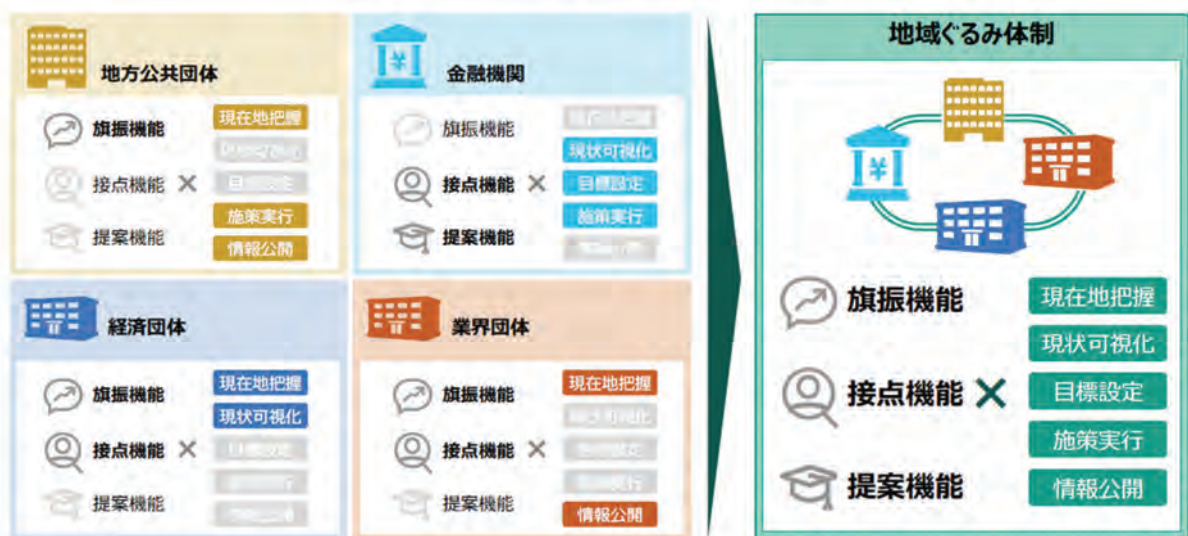 地方公共団体
旗振機能
接点機能 ×
提案機能
現在地把握
施策実行
情報公開
¥
金融機関
旗振機能
接点機能 ×
提案機能
現状可視化
目標設定
施策実行
経済団体
旗振機能
接点機能 ×
提案機能
現在地把握
現状可視化
業界団体
旗振機能
接点機能 ×
提案機能
現在地把握
情報公開
地域ぐるみ体制
¥
旗振機能
接点機能 ×
提案機能
現在地把握
現状可視化
目標設定
施策実行
情報公開